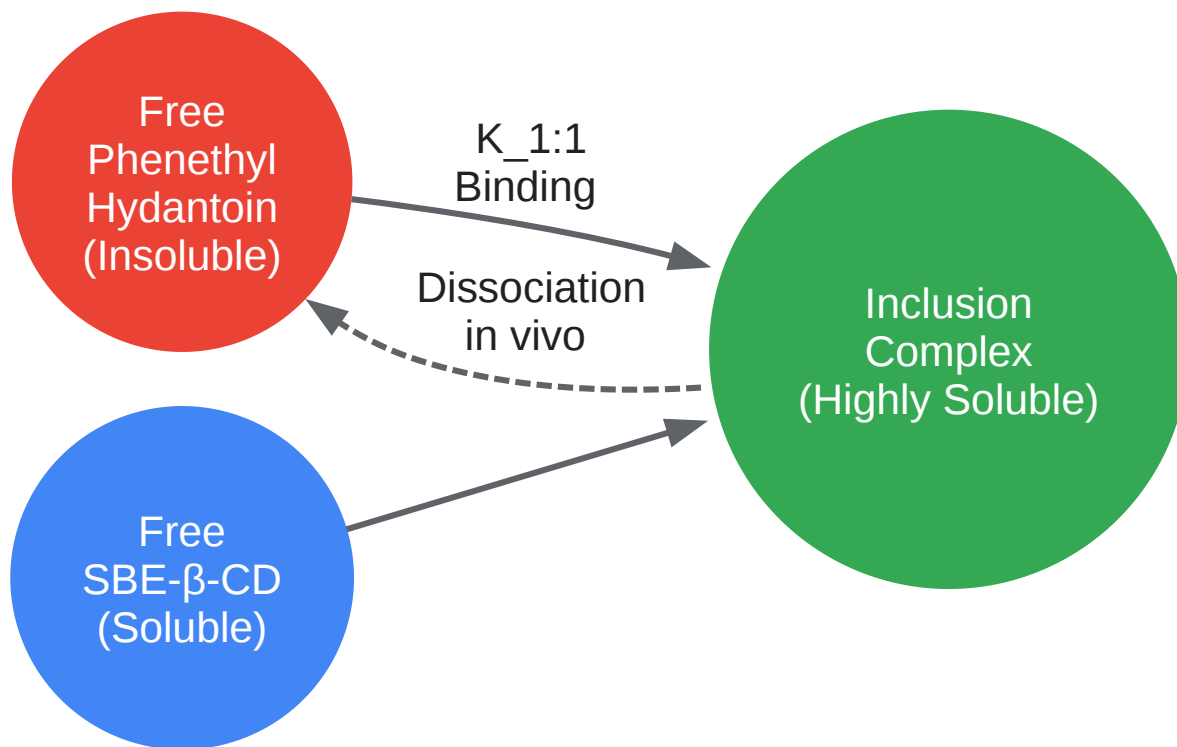 Free
Phenethyl
Hydantoin
(Insoluble)
K_1:1
Binding
Dissociation
in vivo
Inclusion
Complex
(Highly Soluble)
Free
SBE-β-CD
(Soluble)